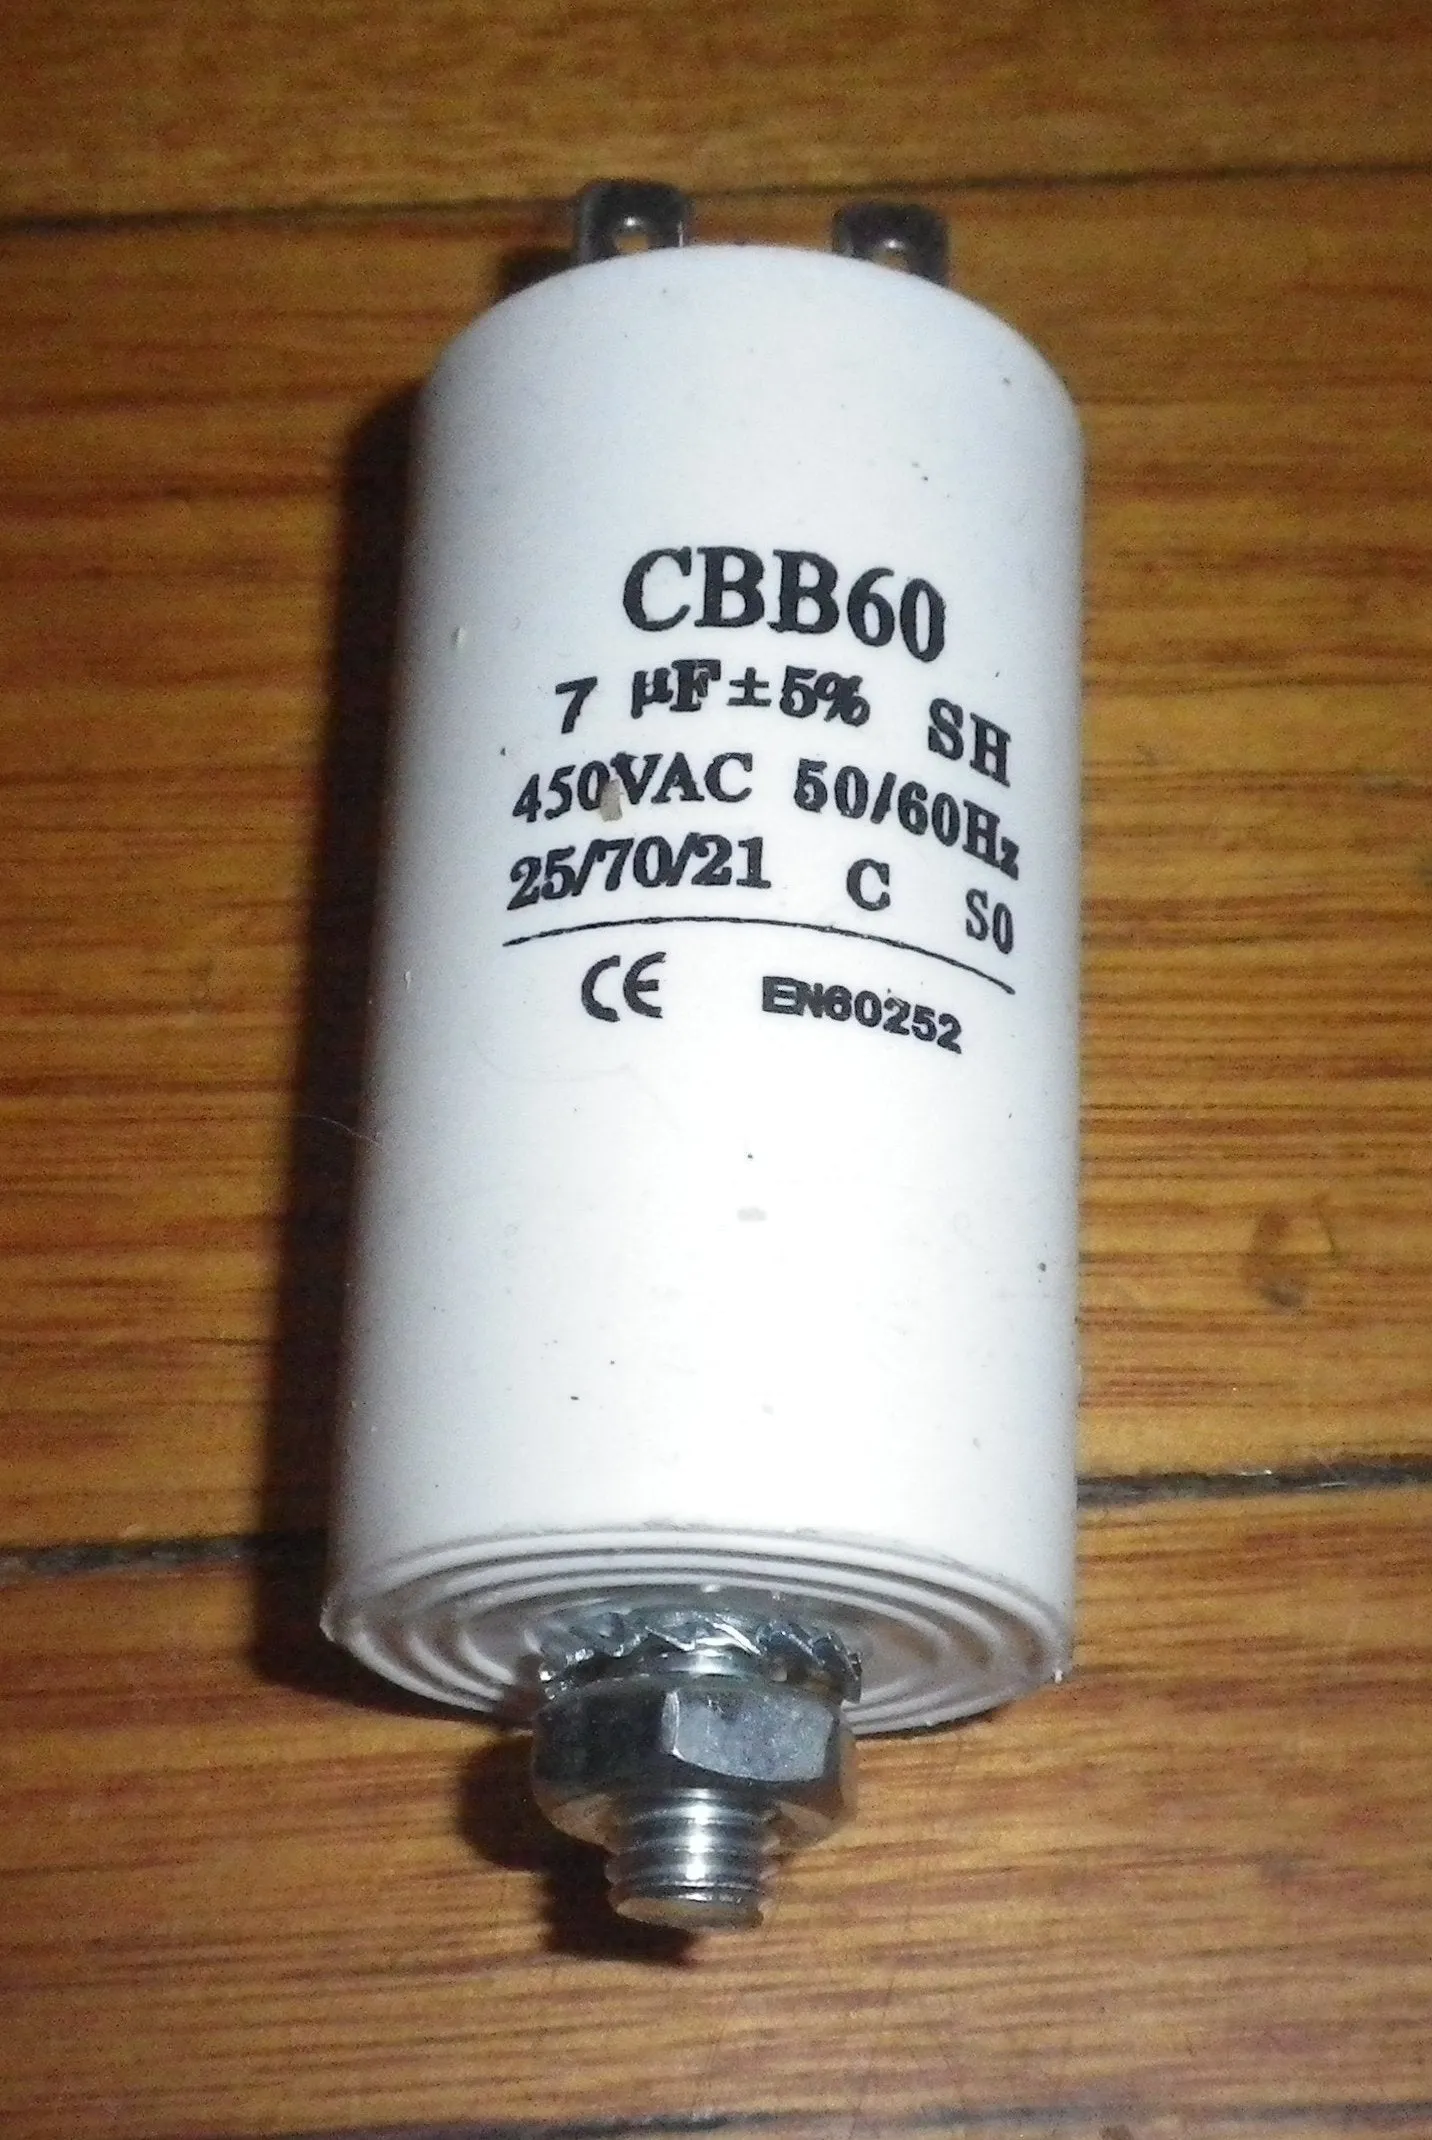 CBB60
7 µF±5% SH
450VAC 50/60Hz
25/70/21 C S0
CE EN60252